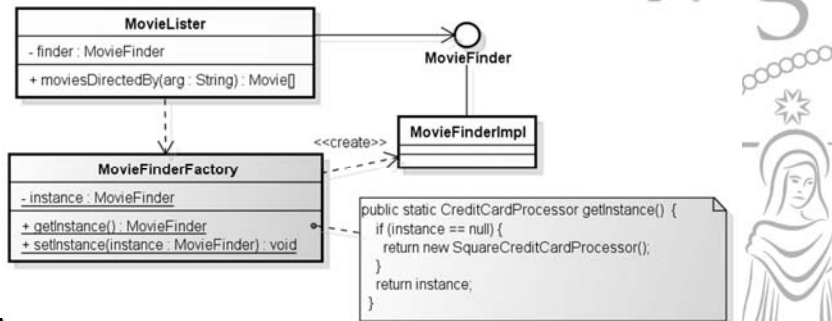 MovieLister
- finder : MovieFinder
+ moviesDirectedBy(arg : String) : Movie[]
MovieFinder
<<create>>
MovieFinderImpl
MovieFinderFactory
- instance : MovieFinder
+ getInstance() : MovieFinder
+ setInstance(instance : MovieFinder) : void
public static CreditCardProcessor getInstance() {
if (instance == null) {
return new SquareCreditCardProcessor();
}
return instance;
}